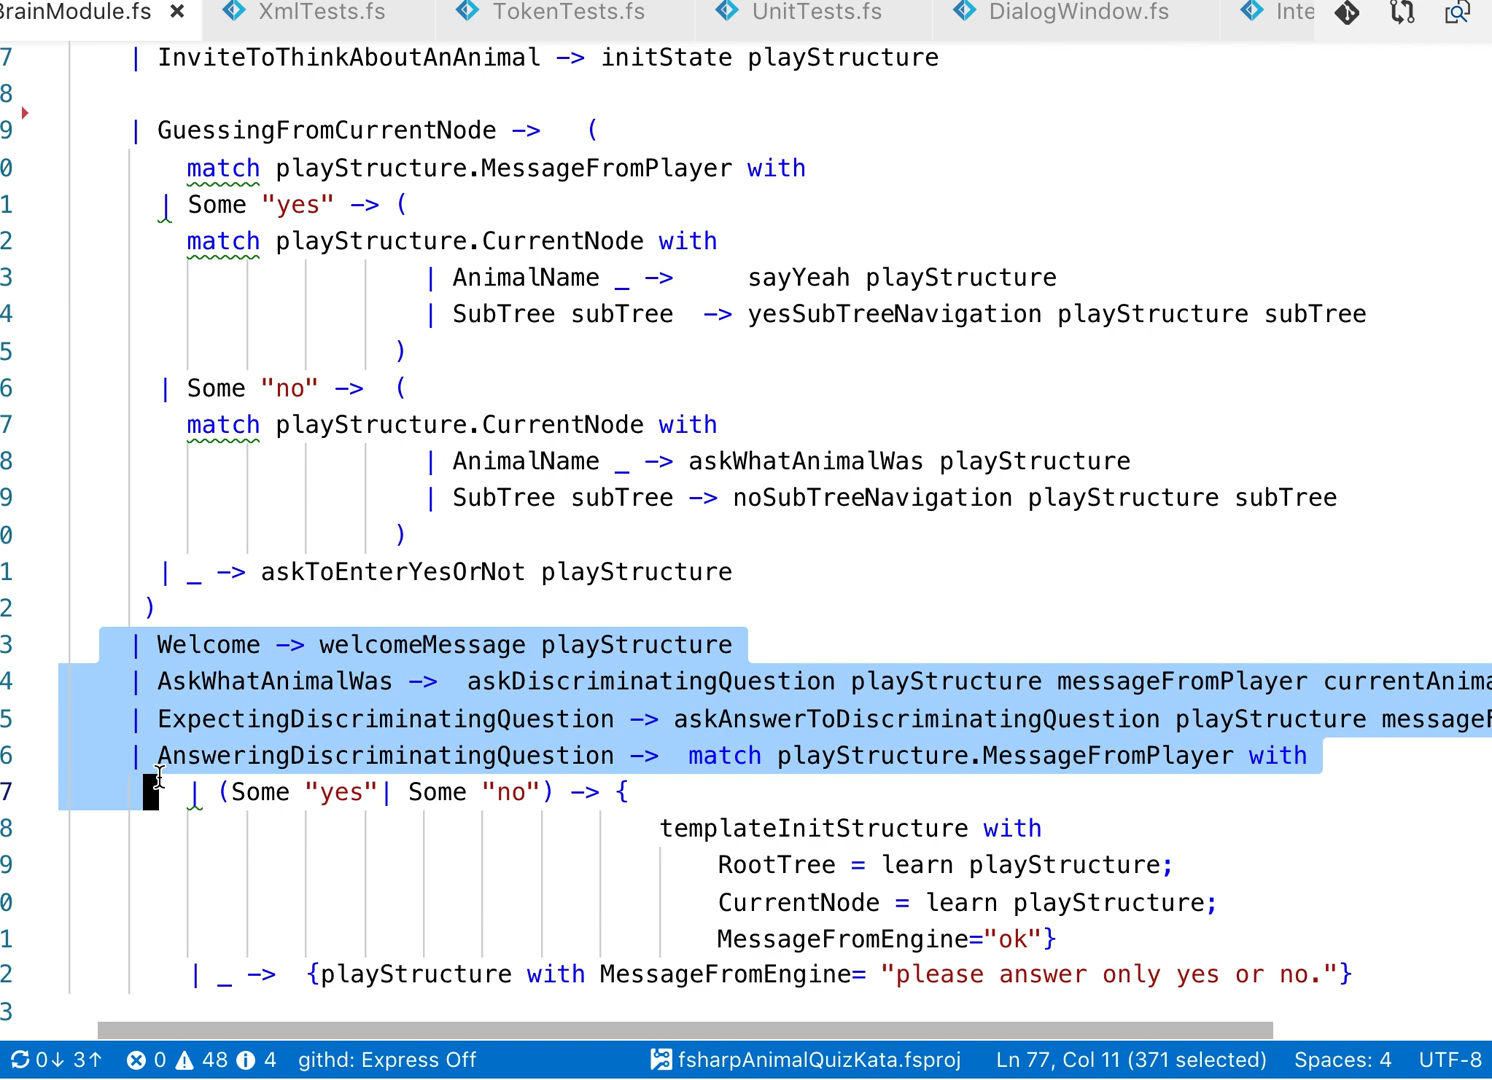 BrainModule.fs × XmlTests.fs TokenTests.fs UnitTests.fs DialogWindow.fs Inte
7 | InviteToThinkAboutAnAnimal -> initState playStructure
8
9 | GuessingFromCurrentNode -> (
0 match playStructure.MessageFromPlayer with
1 | Some "yes" -> (
2 match playStructure.CurrentNode with
3 | AnimalName _ -> sayYeah playStructure
4 | SubTree subTree -> yesSubTreeNavigation playStructure subTree
5 )
6 | Some "no" -> (
7 match playStructure.CurrentNode with
8 | AnimalName _ -> askWhatAnimalWas playStructure
9 | SubTree subTree -> noSubTreeNavigation playStructure subTree
0 )
1 | _ -> askToEnterYesOrNot playStructure
2 )
3 | Welcome -> welcomeMessage playStructure
4 | AskWhatAnimalWas -> askDiscriminatingQuestion playStructure messageFromPlayer currentAnima
5 | ExpectingDiscriminatingQuestion -> askAnswerToDiscriminatingQuestion playStructure messageF
6 | AnsweringDiscriminatingQuestion -> match playStructure.MessageFromPlayer with
7 | (Some "yes"| Some "no") -> {
8 templateInitStructure with
9 RootTree = learn playStructure;
0 CurrentNode = learn playStructure;
1 MessageFromEngine="ok"}
2 | _ -> {playStructure with MessageFromEngine= "please answer only yes or no."}
3
0↓ 3↑ 0 48 4 githd: Express Off fsharpAnimalQuizKata.fsproj Ln 77, Col 11 (371 selected) Spaces: 4 UTF-8